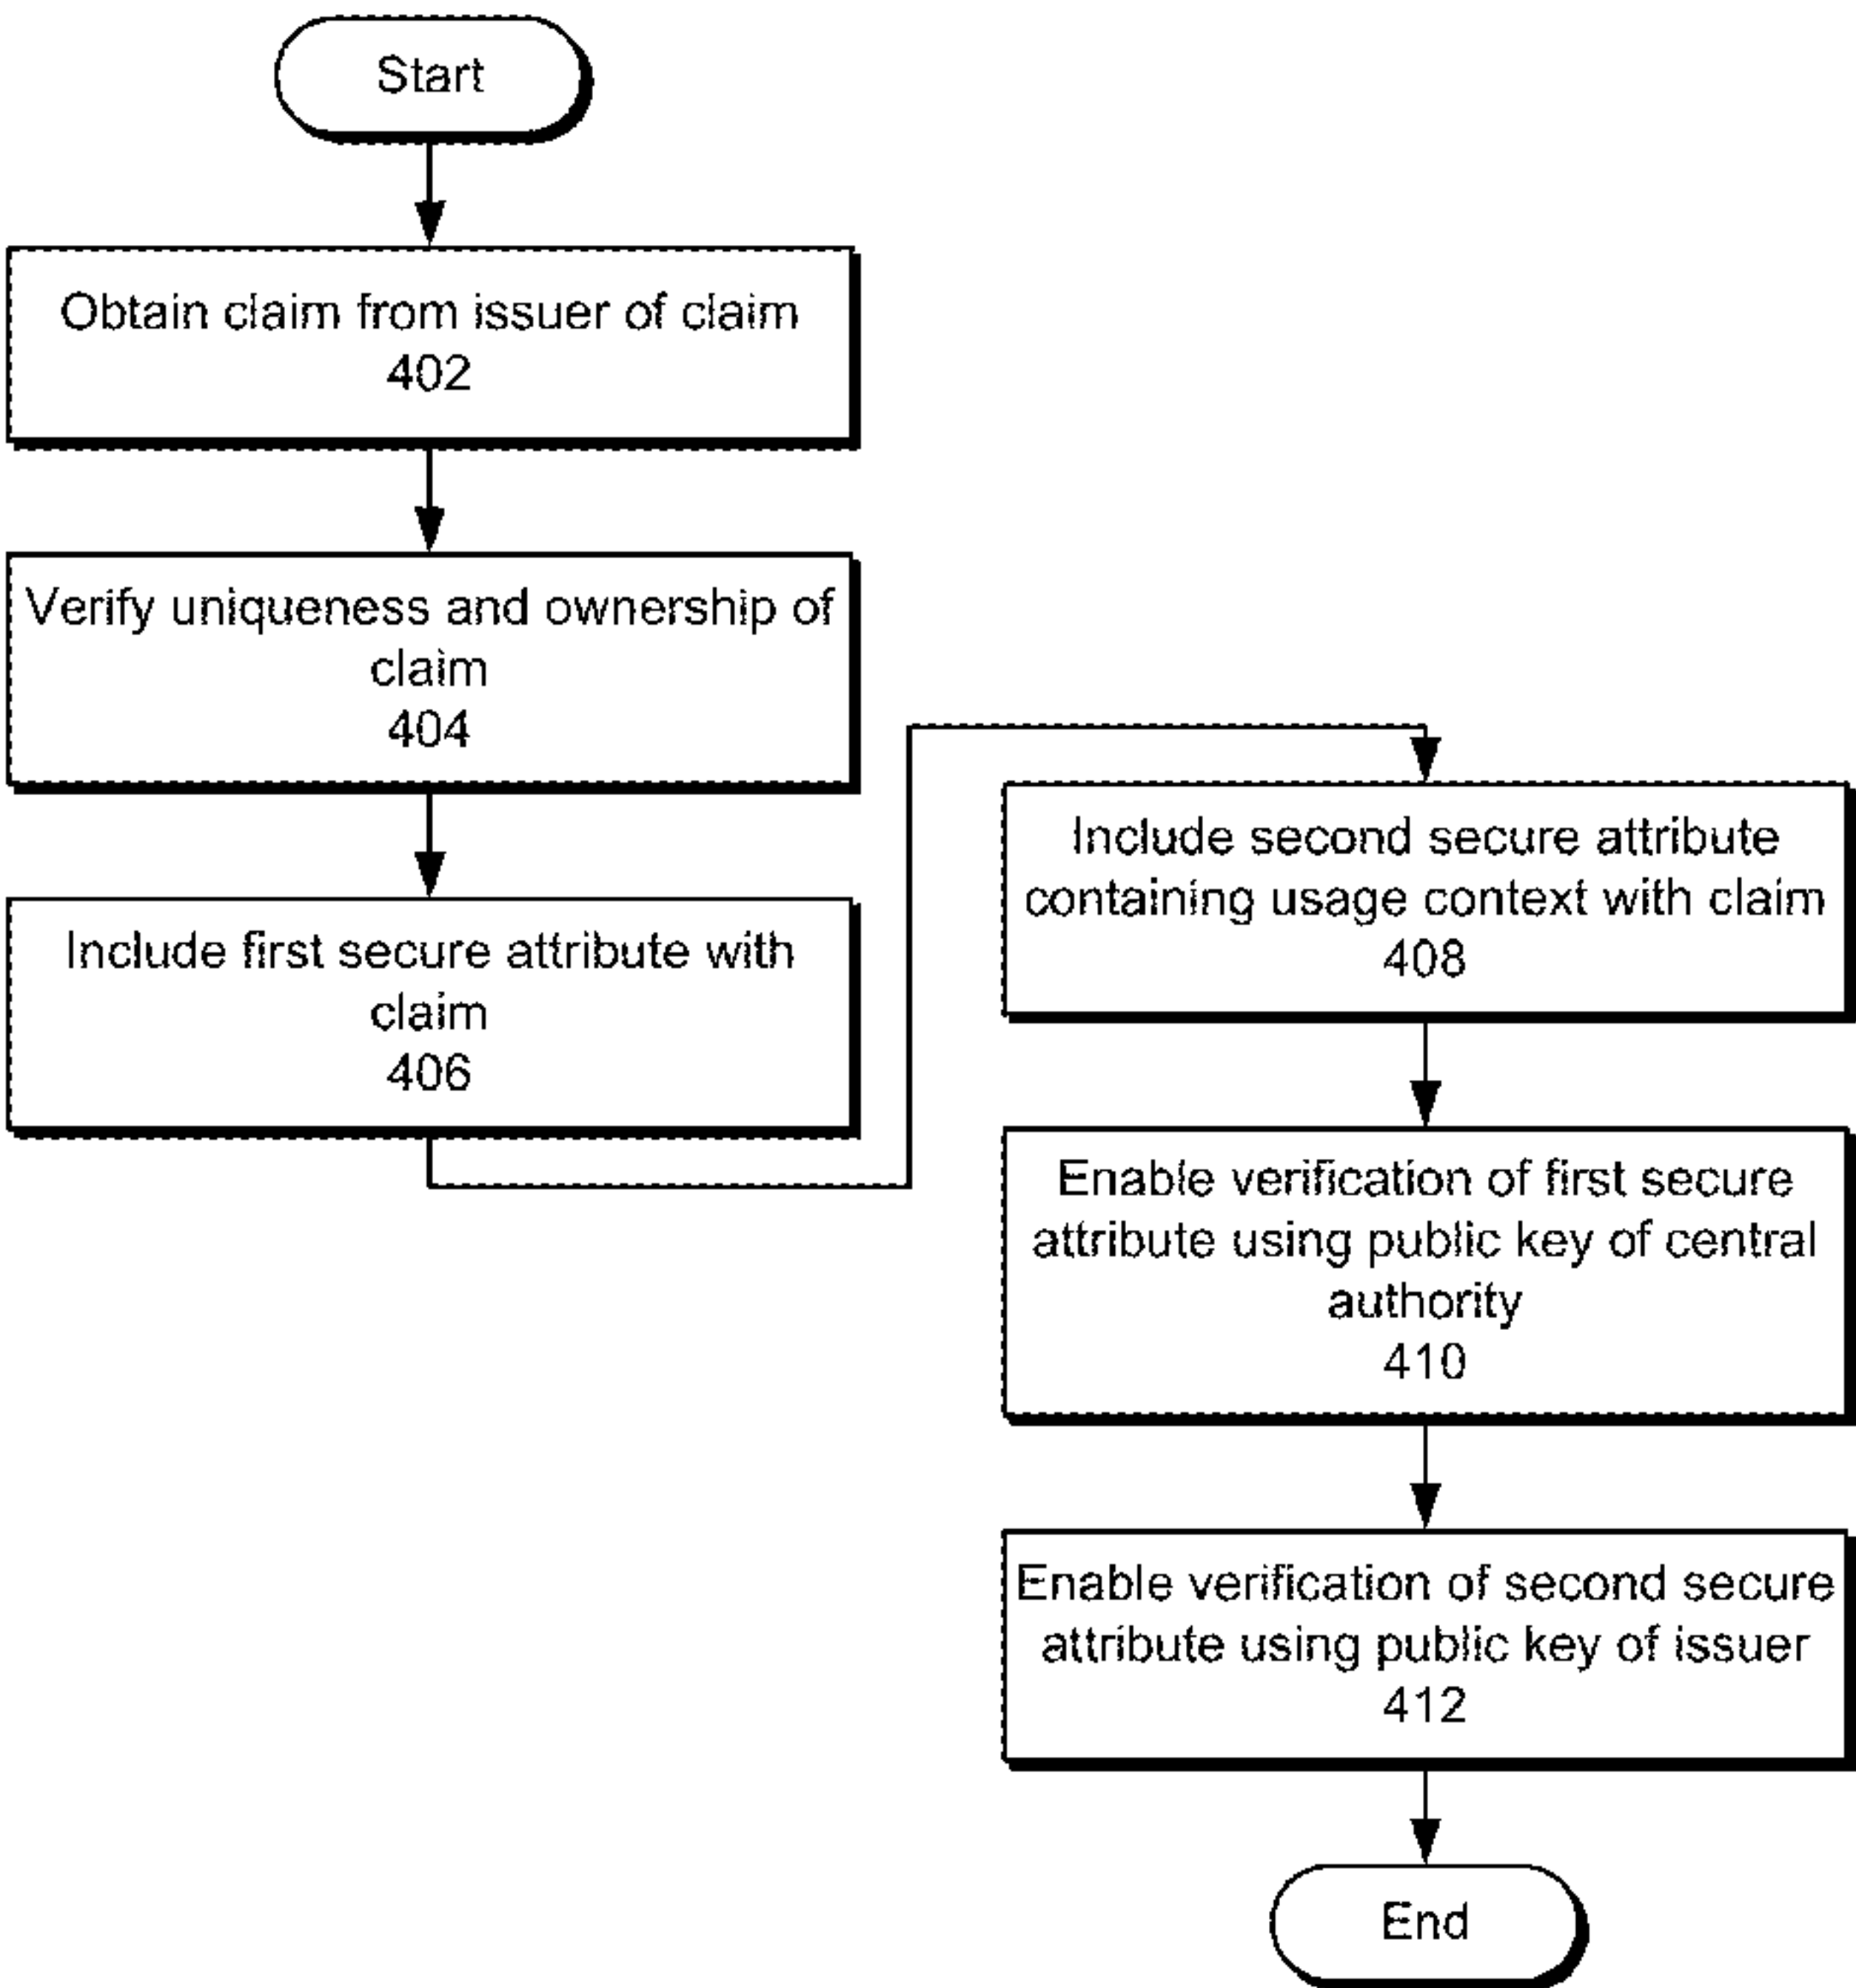 Start
Obtain claim from issuer of claim
402
Verify uniqueness and ownership of
claim
404
Include first secure attribute with
claim
406
Include second secure attribute
containing usage context with claim
408
Enable verification of first secure
attribute using public key of central
authority
410
Enable verification of second secure
attribute using public key of issuer
412
End